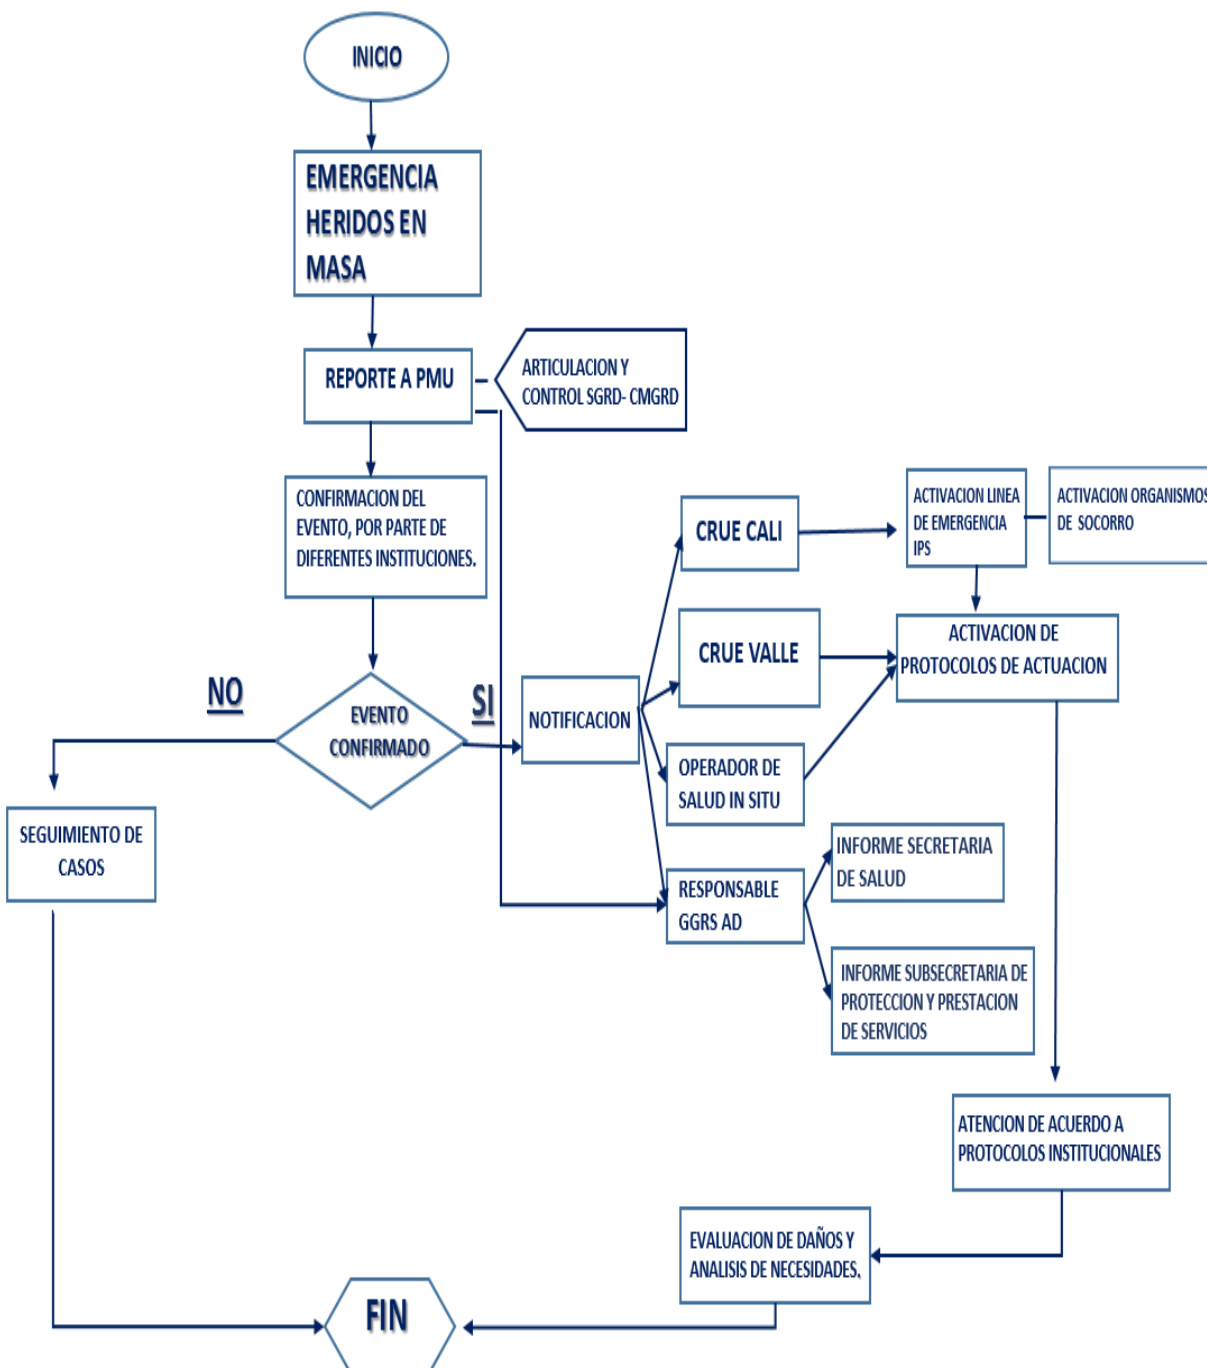 INICIO
EMERGENCIA
HERIDOS EN
MASA
REPORTE A PMU
ARTICULACION Y
CONTROL SGRD- CMGRD
CONFIRMACION DEL
EVENTO, POR PARTE DE
DIFERENTES INSTITUCIONES.
EVENTO
CONFIRMADO
NO
SI
SEGUIMIENTO DE
CASOS
NOTIFICACION
CRUE CALI
CRUE VALLE
OPERADOR DE
SALUD IN SITU
RESPONSABLE
GGRS AD
ACTIVACION LINEA
DE EMERGENCIA
IPS
ACTIVACION ORGANISMOS
DE SOCORRO
ACTIVACION DE
PROTOCOLOS DE ACTUACION
INFORME SECRETARIA
DE SALUD
INFORME SUBSECRETARIA DE
PROTECCION Y PRESTACION
DE SERVICIOS
ATENCION DE ACUERDO A
PROTOCOLOS INSTITUCIONALES
EVALUACION DE DAÑOS Y
ANALISIS DE NECESIDADES.
FIN